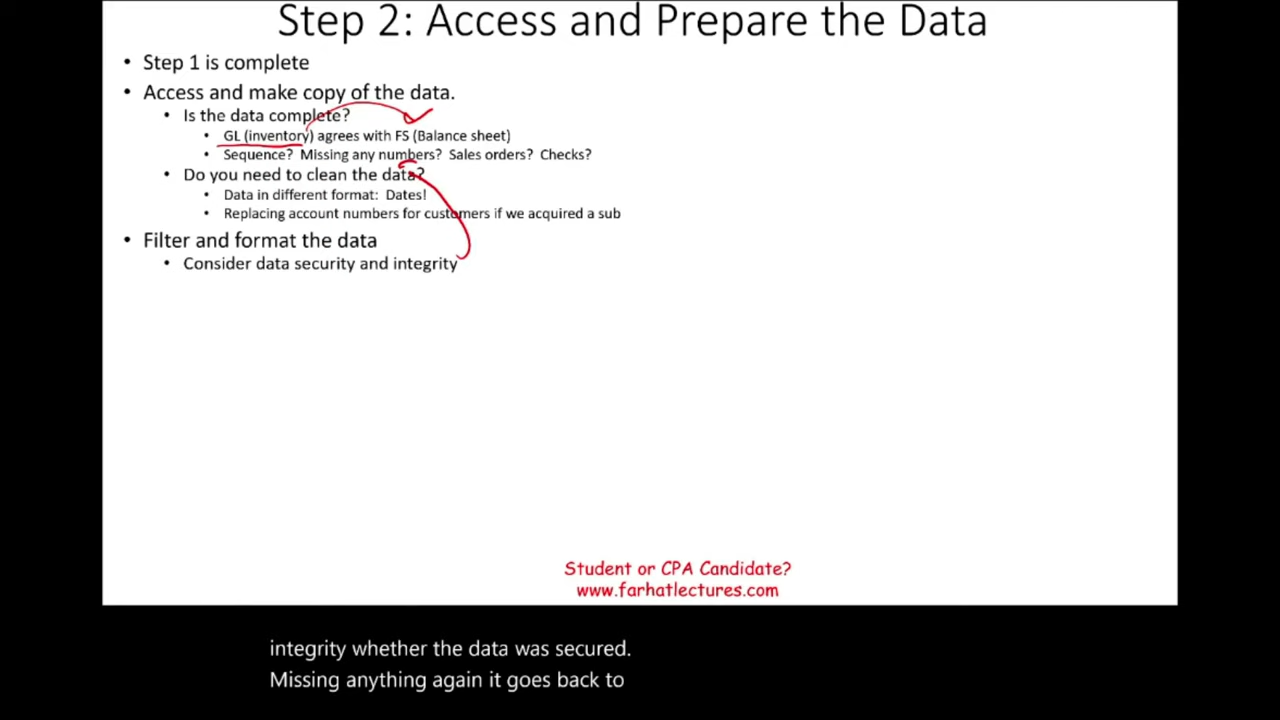 Step 2: Access and Prepare the Data
• Step 1 is complete
• Access and make copy of the data.
• Is the data complete?
• GL (inventory) agrees with FS (Balance sheet)
• Sequence? Missing any numbers? Sales orders? Checks?
• Do you need to clean the data?
• Data in different format: Dates!
• Replacing account numbers for customers if we acquired a sub
• Filter and format the data
• Consider data security and integrity
Student or CPA Candidate?
www.farhatlectures.com
integrity whether the data was secured.
Missing anything again it goes back to